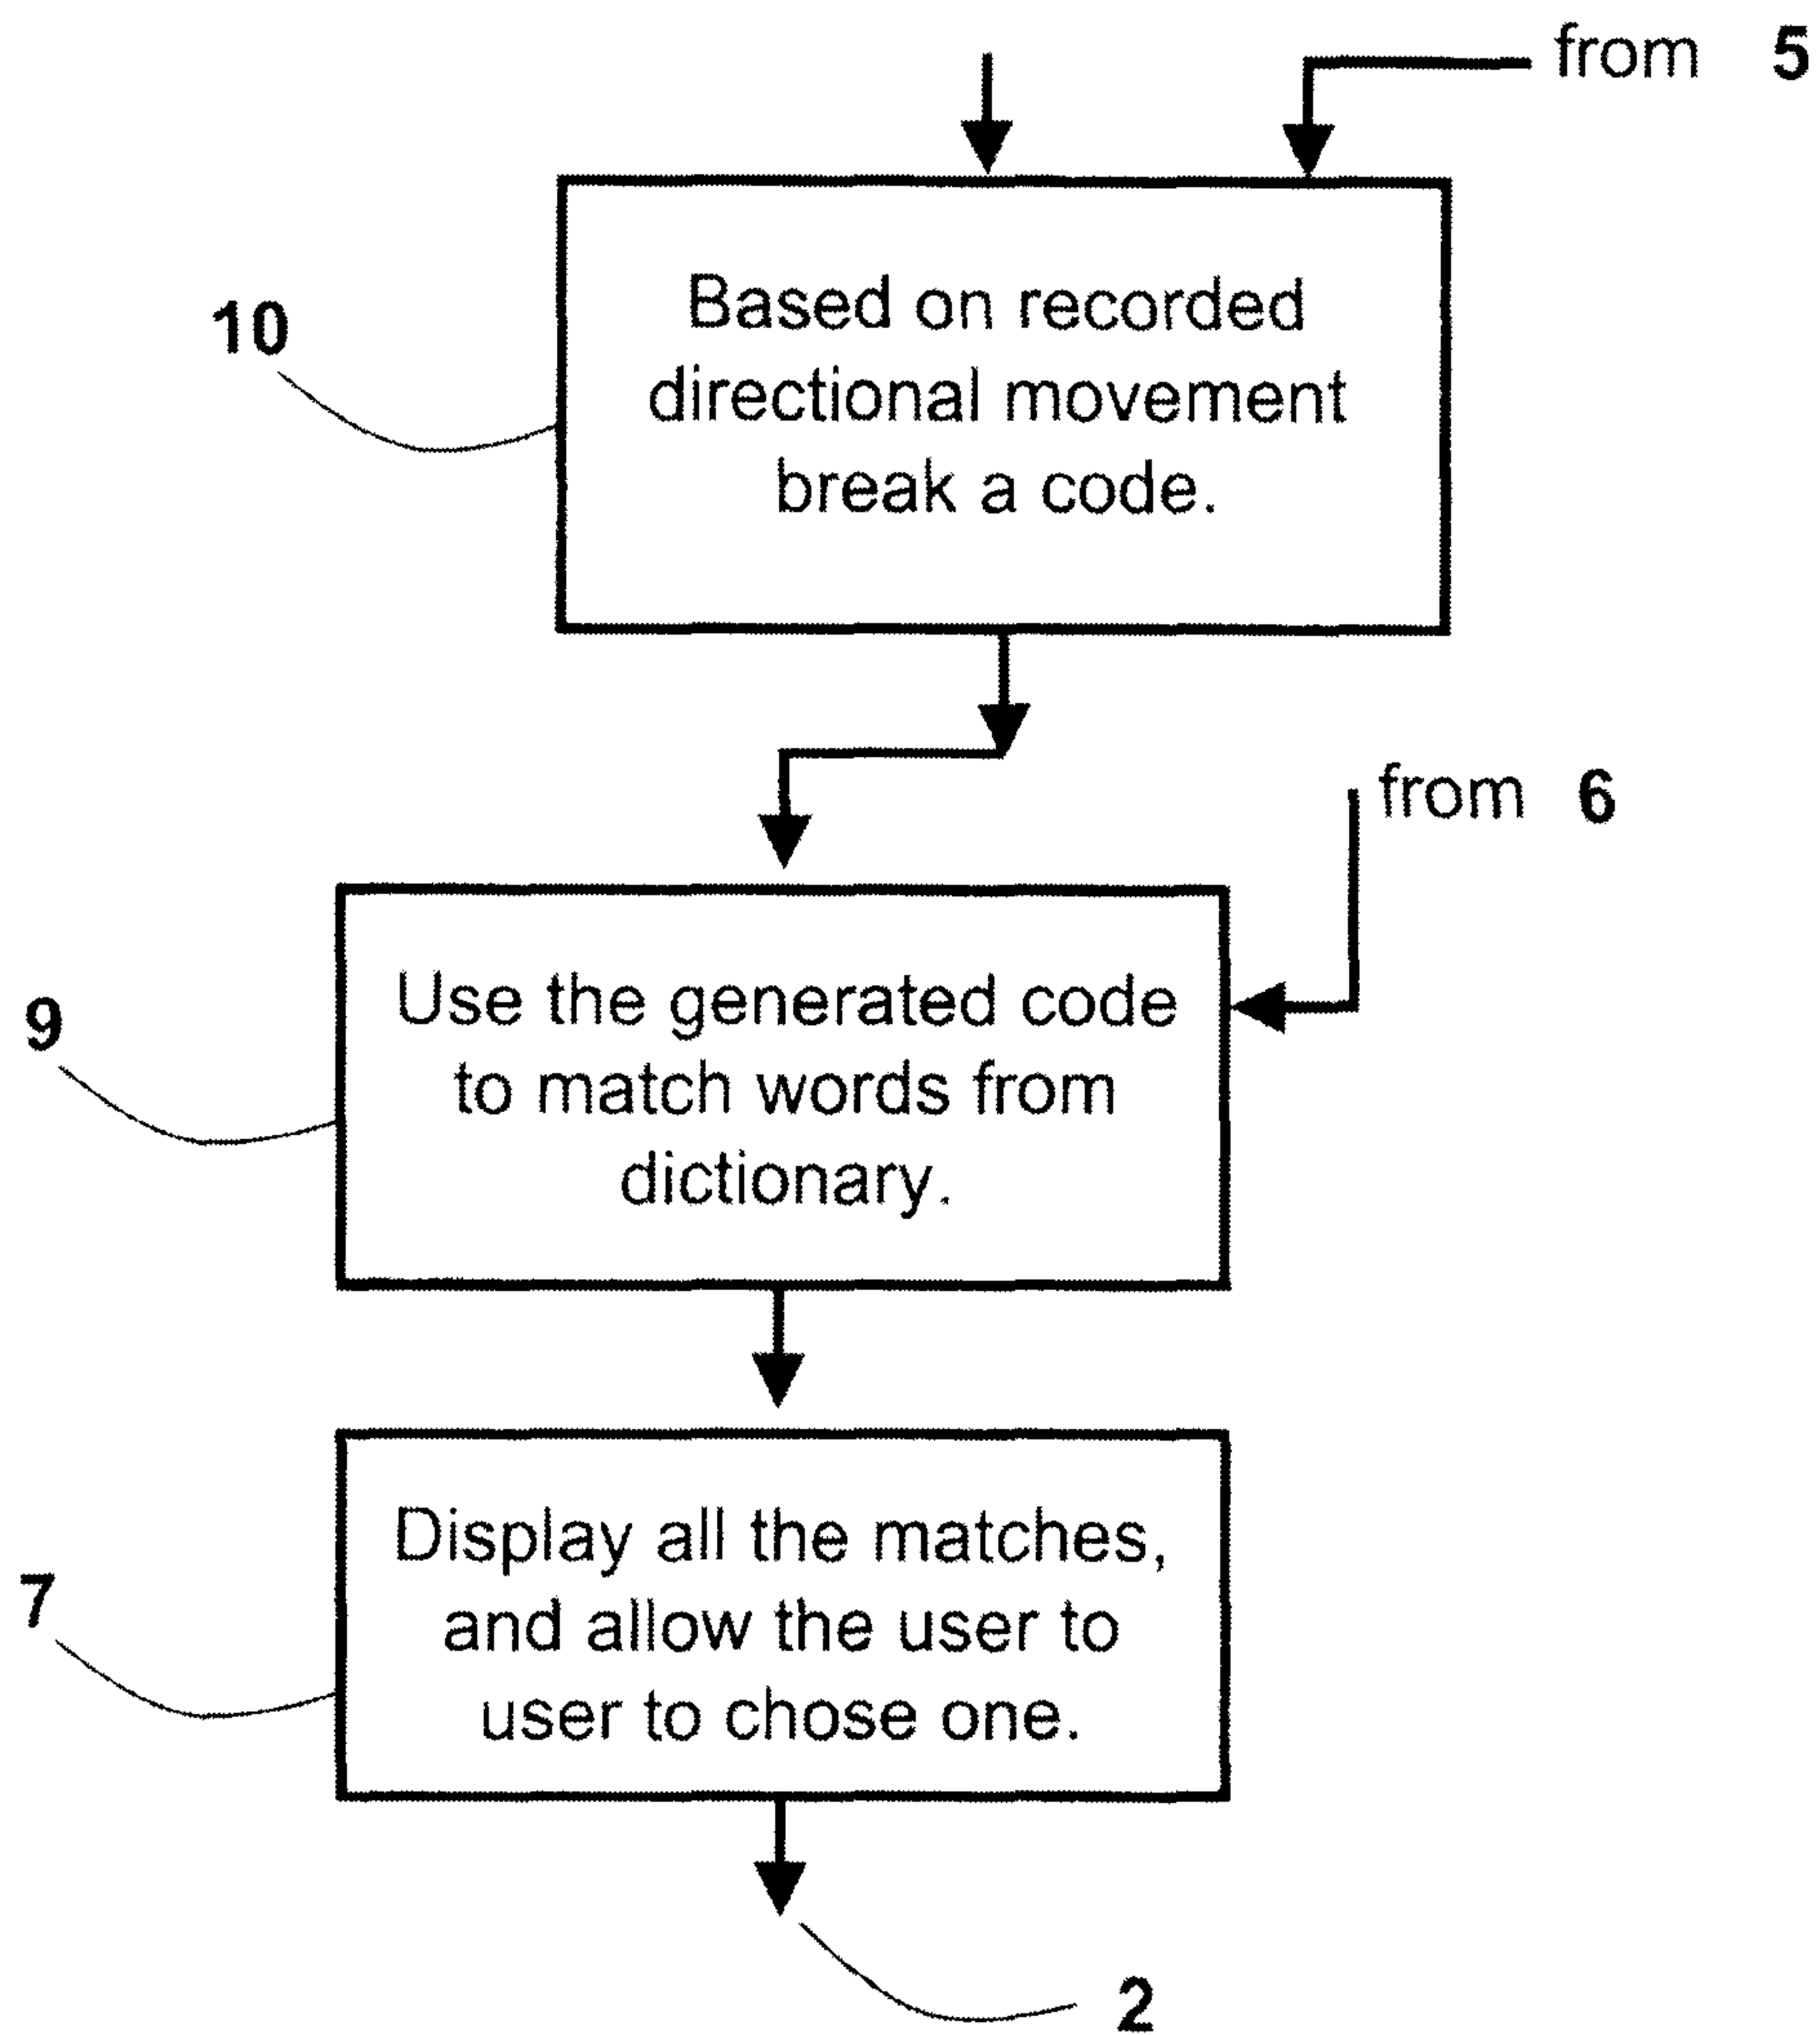 from 5
10
Based on recorded
directional movement
break a code.
from 6
9
Use the generated code
to match words from
dictionary.
7
Display all the matches,
and allow the user to
user to chose one.
2